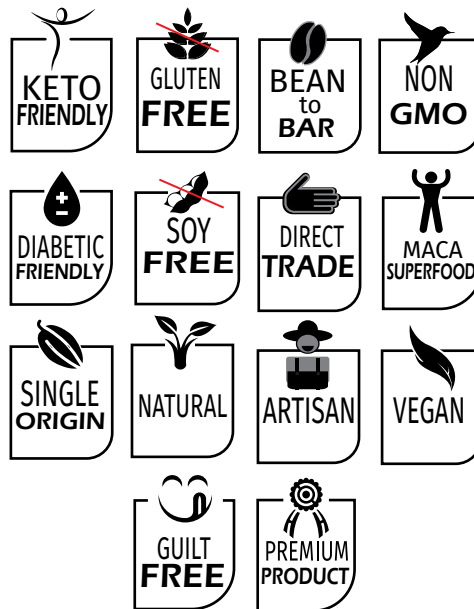 KETO
FRIENDLY
GLUTEN
FREE
BEAN
to
BAR
NON
GMO
DIABETIC
FRIENDLY
SOY
FREE
DIRECT
TRADE
MACA
SUPERFOOD
SINGLE
ORIGIN
NATURAL
ARTISAN
VEGAN
GUILT
FREE
PREMIUM
PRODUCT